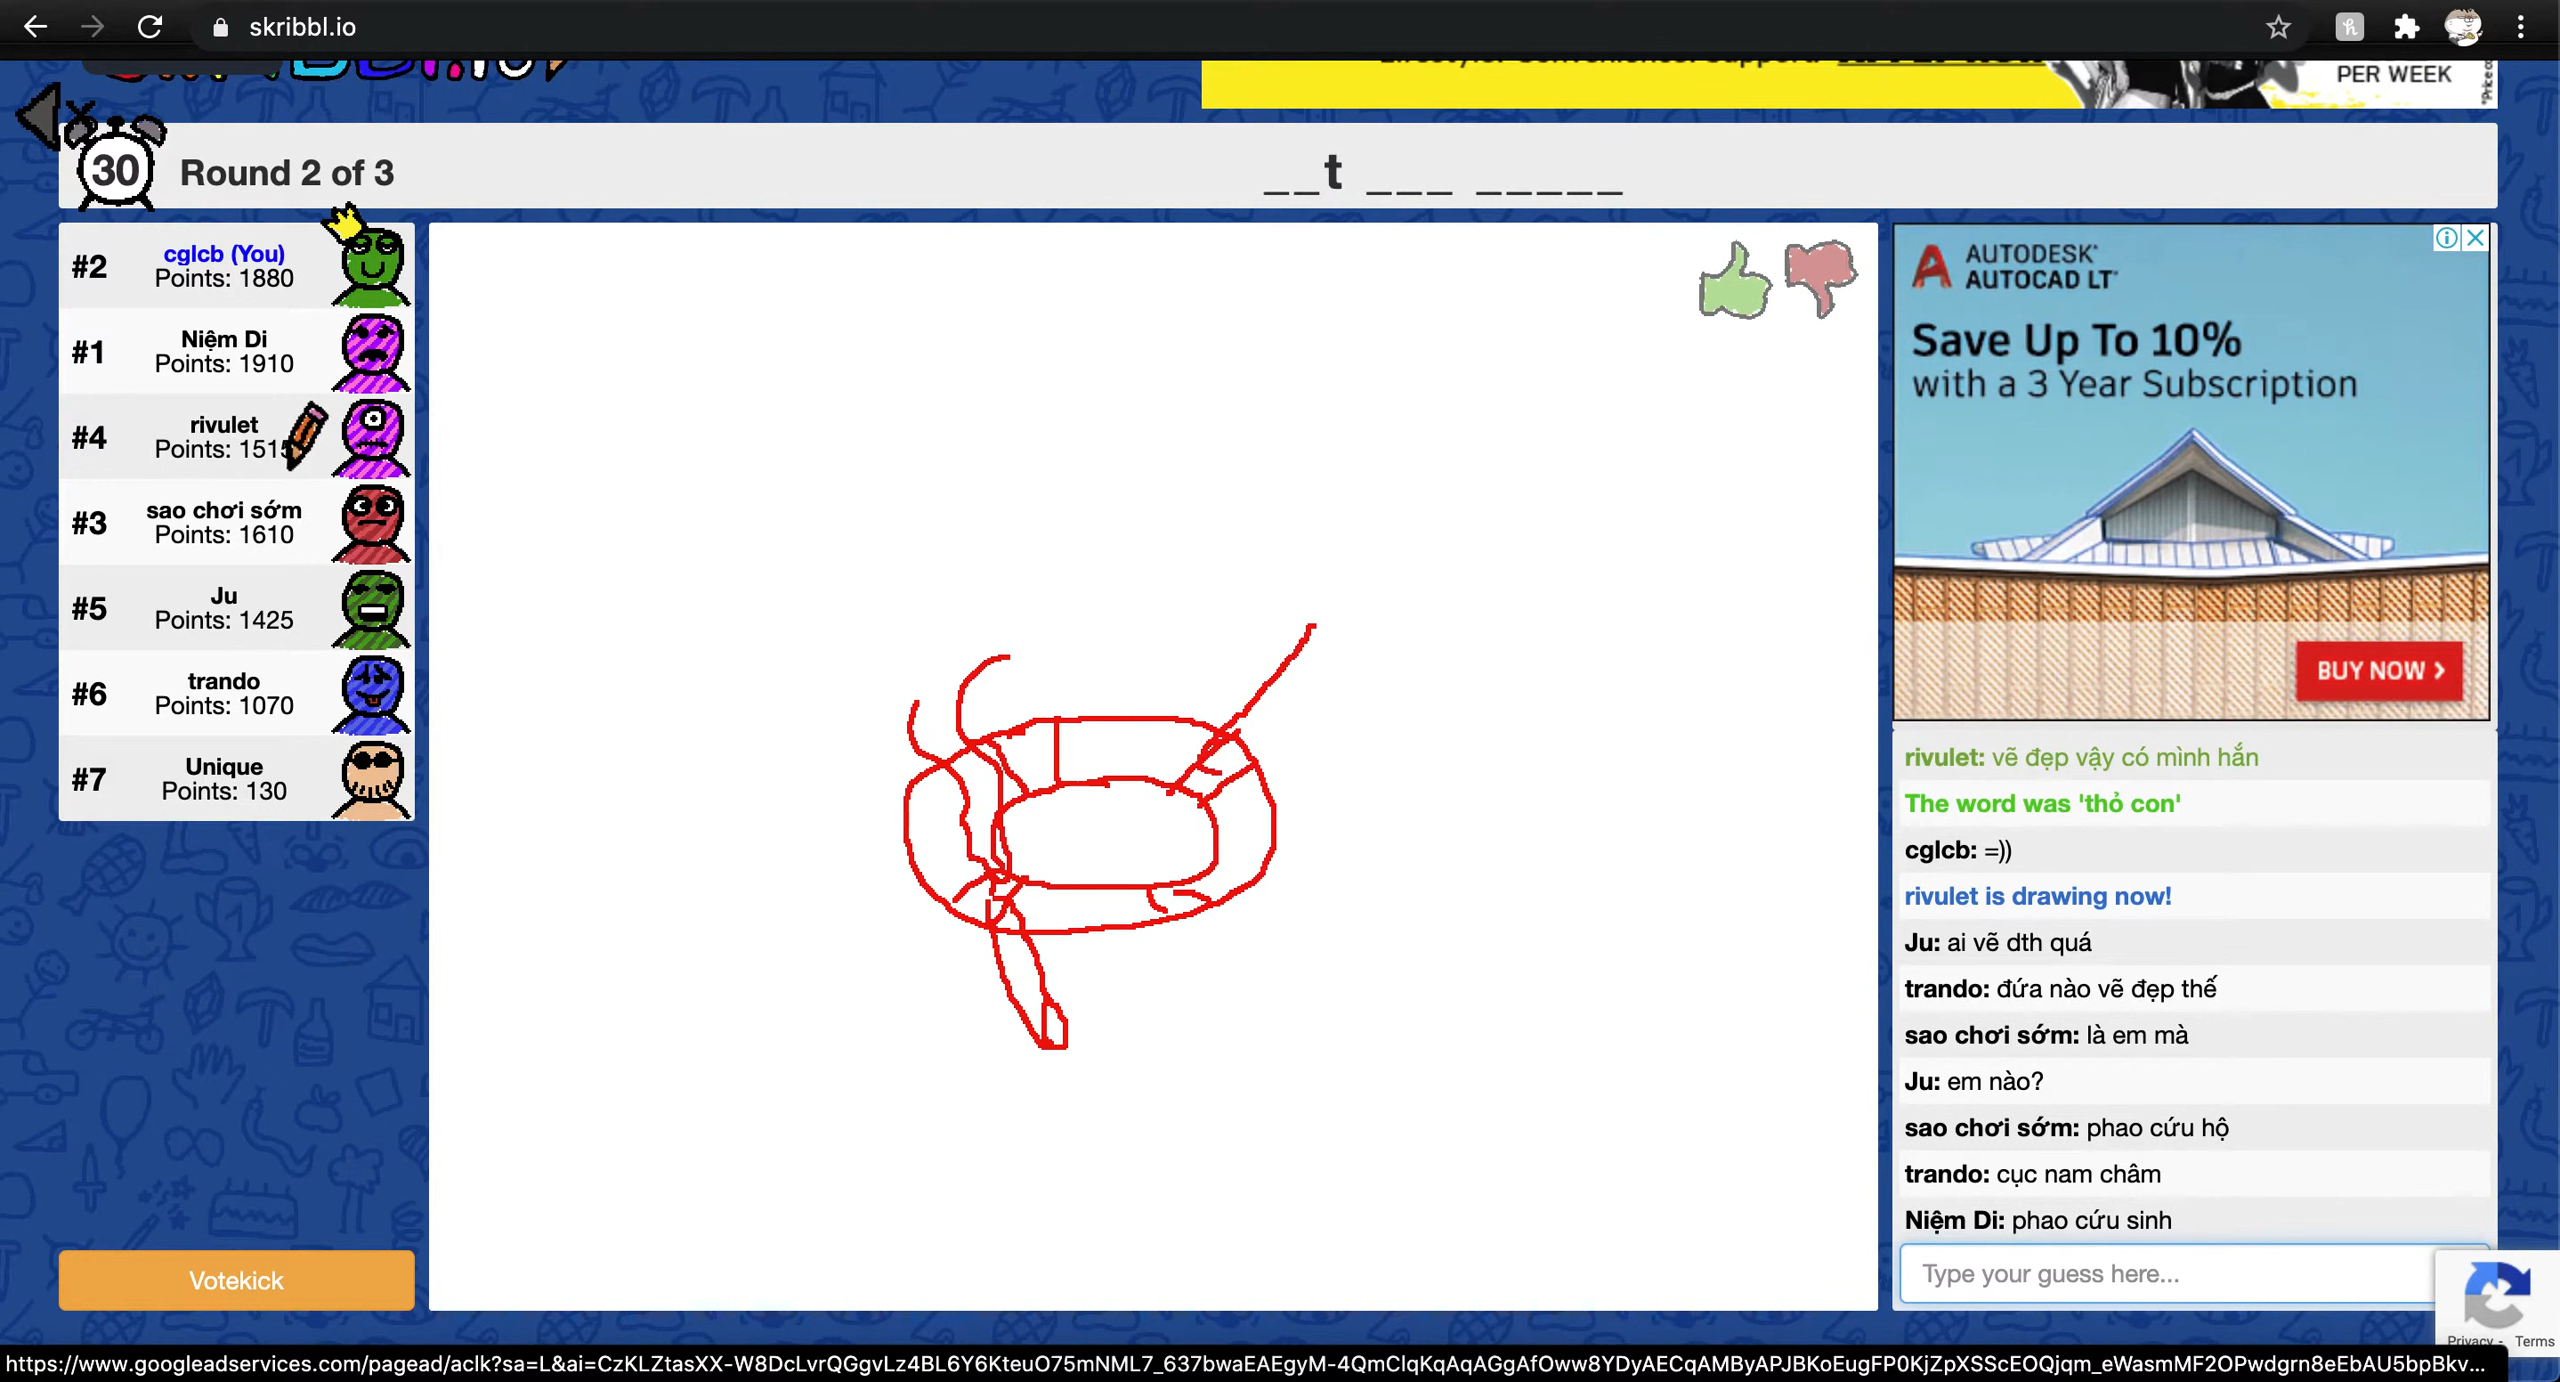 skribbl.io
PER WEEK
30
Round 2 of 3
__t ___ _____
#2
cglcb (You)
Points: 1880
#1
Niệm Di
Points: 1910
#4
rivulet
Points: 1515
#3
sao chơi sớm
Points: 1610
#5
Ju
Points: 1425
#6
trando
Points: 1070
#7
Unique
Points: 130
Votekick
AUTODESK®
AUTOCAD LT®
Save Up To 10%
with a 3 Year Subscription
BUY NOW >
rivulet: vẽ đẹp vậy có mình hắn
The word was 'thỏ con'
cglcb: =))
rivulet is drawing now!
Ju: ai vẽ dth quá
trando: đứa nào vẽ đẹp thế
sao chơi sớm: là em mà
Ju: em nào?
sao chơi sớm: phao cứu hộ
trando: cục nam châm
Niệm Di: phao cứu sinh
Type your guess here...
Privacy - Terms